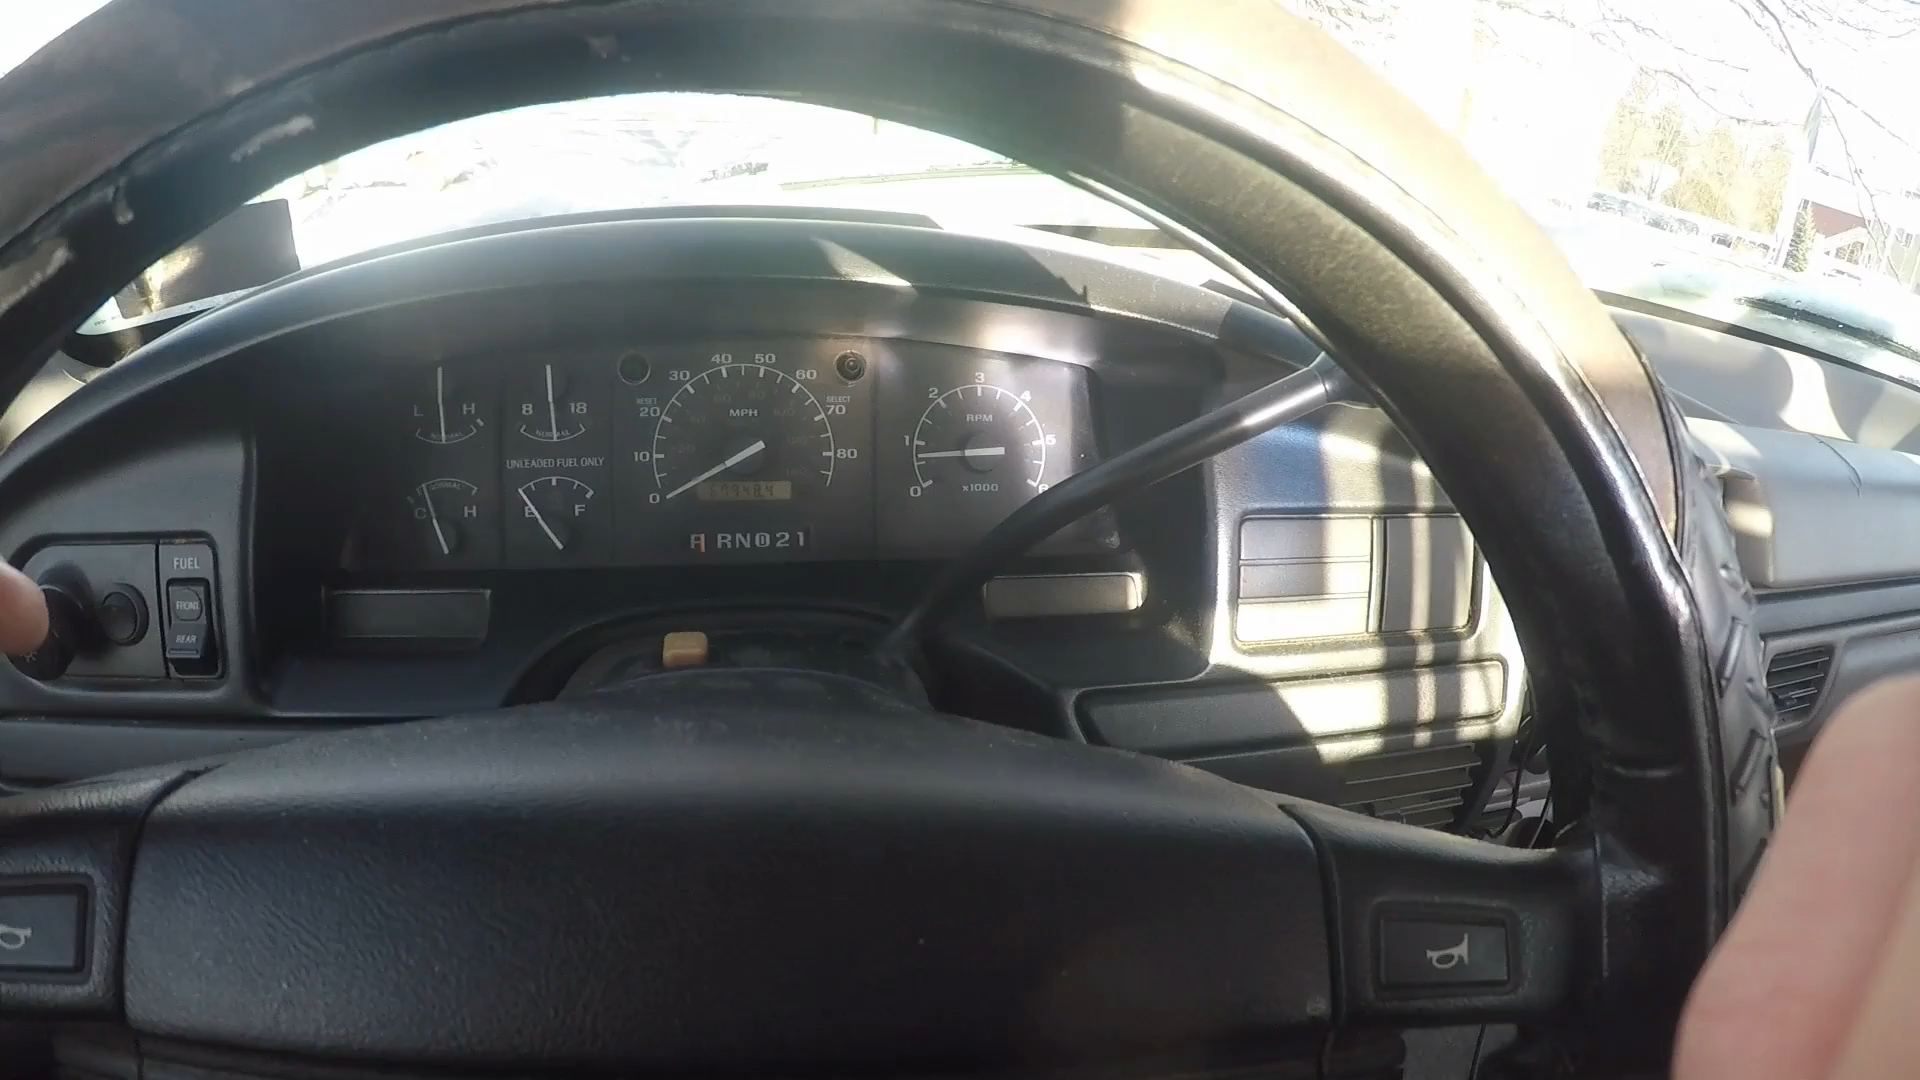 40 50
30 60
RESET SELECT
20 70
MPH
10 80
0
L H
NORMAL
8 18
NORMAL
UNLEADED FUEL ONLY
NORMAL
C H
E F
RN021
3
2 4
RPM
1 5
0 x1000 6
FUEL
FRONT
REAR